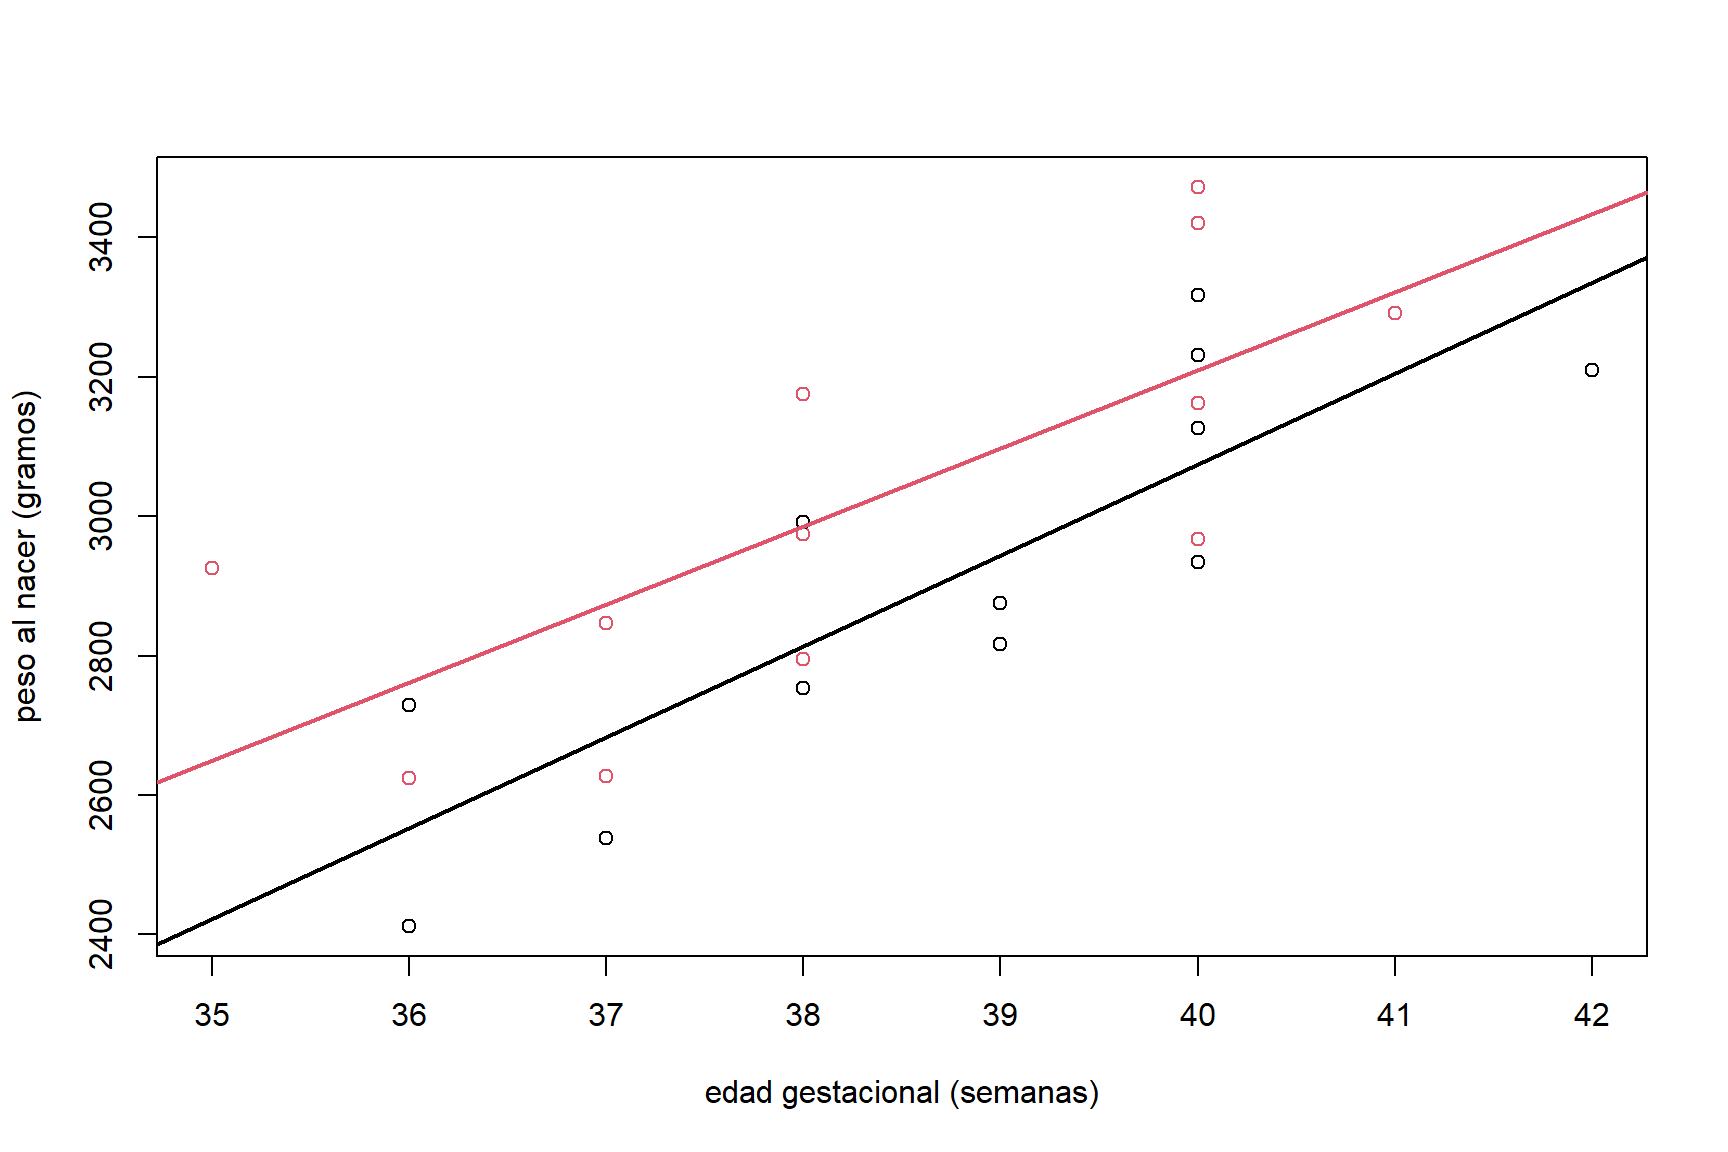 peso al nacer (gramos)
3400
3200
3000
2800
2600
2400
35 36 37 38 39 40 41 42
edad gestacional (semanas)